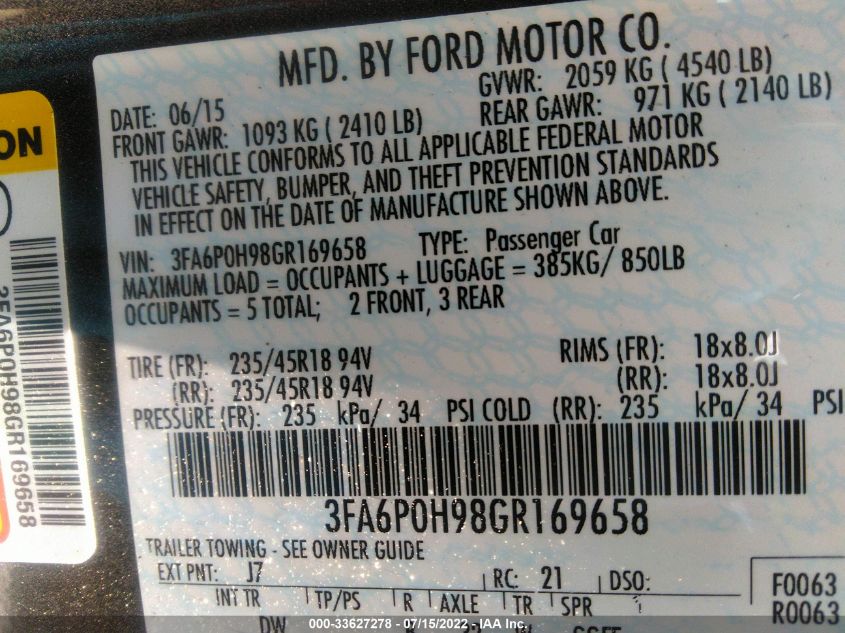 MFD. BY FORD MOTOR CO.
DATE: 06/15 GVWR: 2059 KG ( 4540 LB)
FRONT GAWR: 1093 KG ( 2410 LB) REAR GAWR: 971 KG ( 2140 LB)
THIS VEHICLE CONFORMS TO ALL APPLICABLE FEDERAL MOTOR
VEHICLE SAFETY, BUMPER, AND THEFT PREVENTION STANDARDS
IN EFFECT ON THE DATE OF MANUFACTURE SHOWN ABOVE.
VIN: 3FA6P0H98GR169658 TYPE: Passenger Car
MAXIMUM LOAD = OCCUPANTS + LUGGAGE = 385KG/ 850LB
OCCUPANTS = 5 TOTAL; 2 FRONT, 3 REAR
TIRE (FR): 235/45R18 94V RIMS (FR): 18x8.0J
(RR): 235/45R18 94V (RR): 18x8.0J
PRESSURE (FR): 235 kPa/ 34 PSI COLD (RR): 235 kPa/ 34 PSI
3FA6P0H98GR169658
TRAILER TOWING - SEE OWNER GUIDE
EXT PNT: J7 RC: 21 DSO: F0063
INT TR TP/PS R AXLE TR SPR R0063
DW
ON
3FA6P0H98GR169658
000-33627278 - 07/15/2022 - IAA Inc.